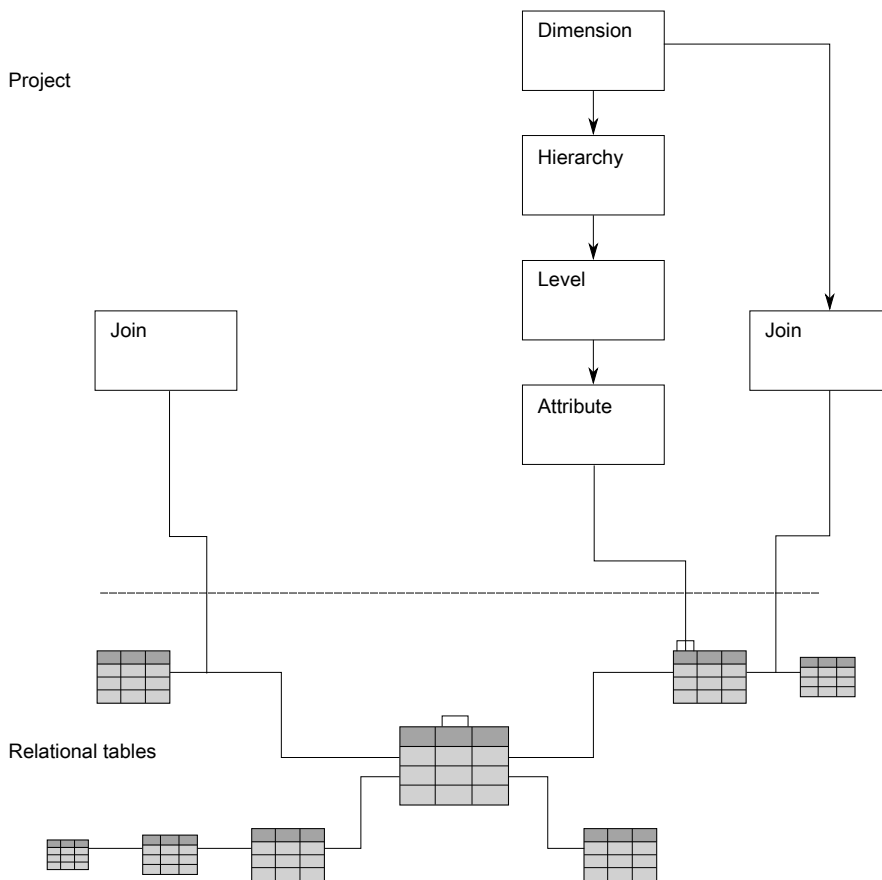 Dimension
Project
Hierarchy
Level
Join
Join
Attribute
Relational tables